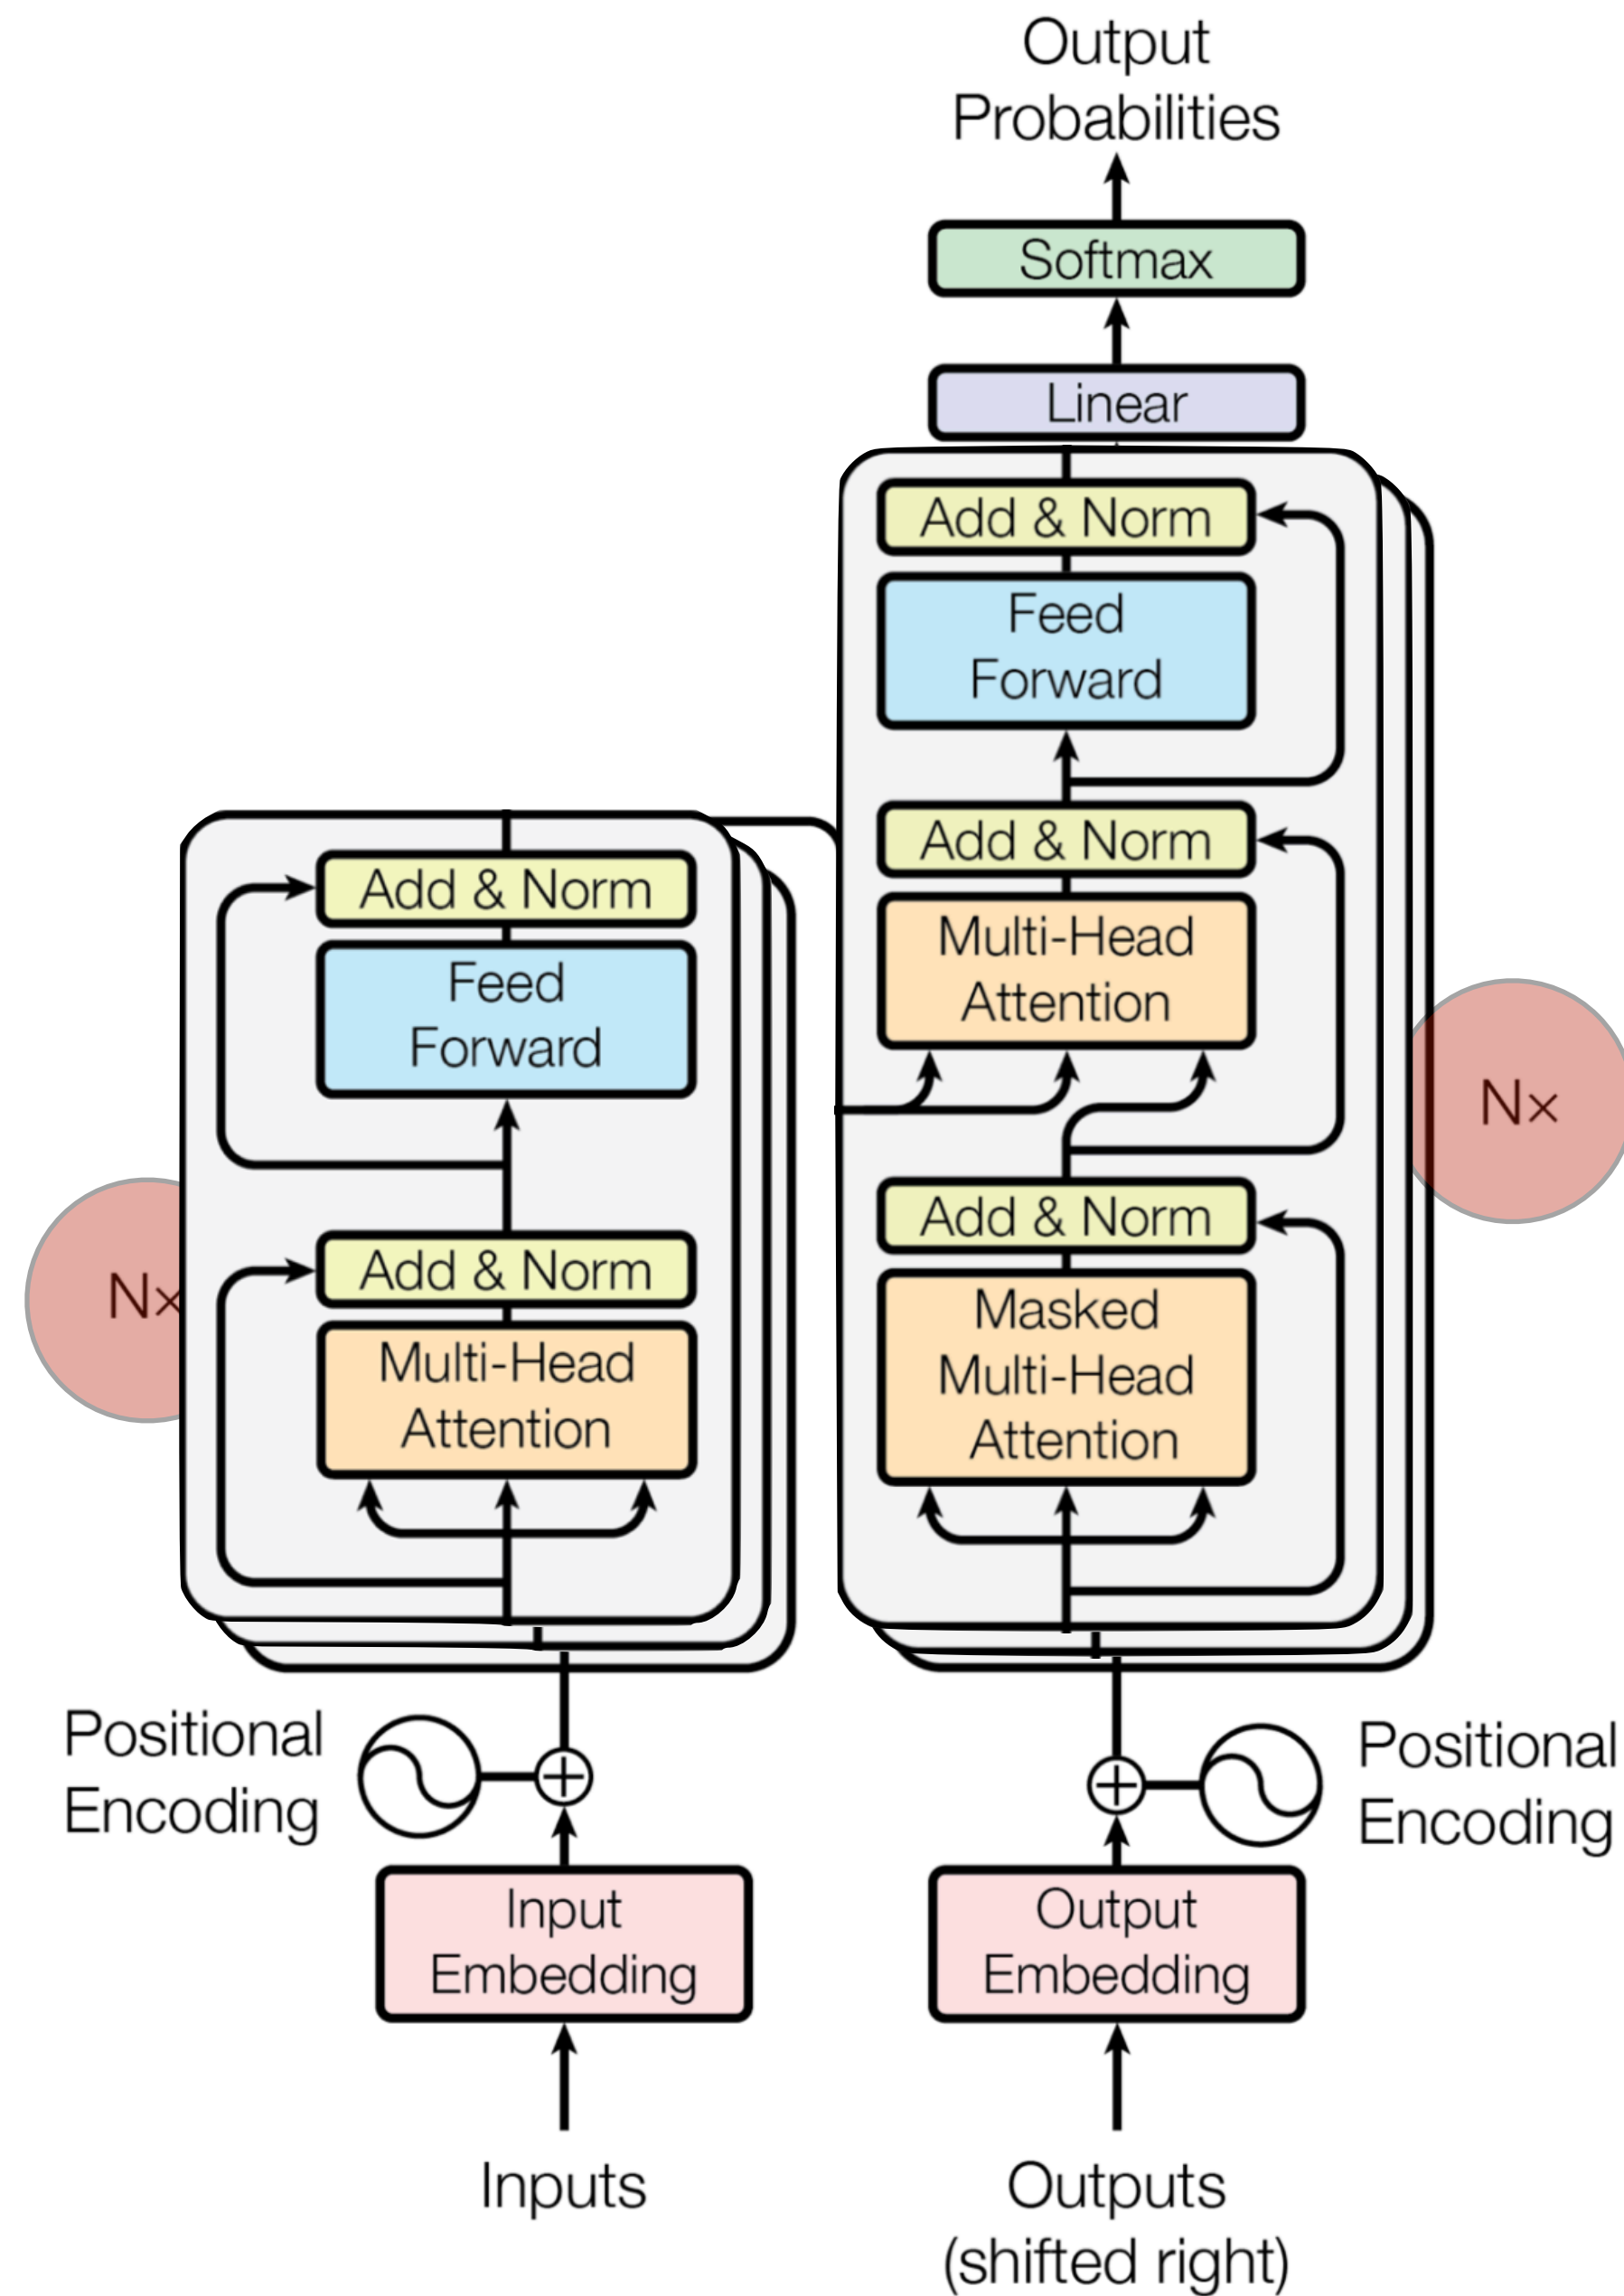 Output
Probabilities
Softmax
Linear
Add & Norm
Feed
Forward
Add & Norm
Multi-Head
Attention
Add & Norm
Masked
Multi-Head
Attention
N×
Add & Norm
Feed
Forward
Add & Norm
Multi-Head
Attention
N×
Positional
Encoding
Positional
Encoding
Input
Embedding
Output
Embedding
Inputs
Outputs
(shifted right)